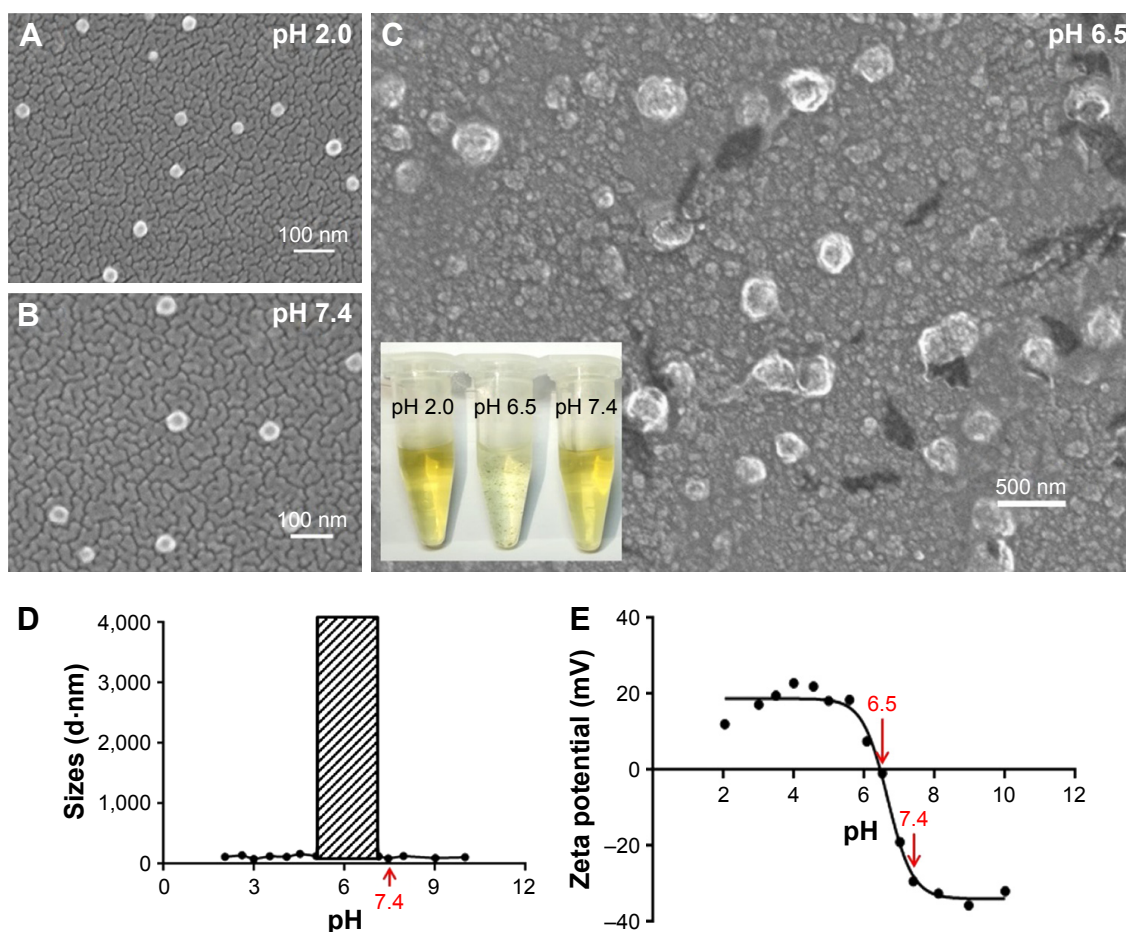 A
pH 2.0
100 nm
B
pH 7.4
100 nm
C
pH 6.5
pH 2.0
pH 6.5
pH 7.4
500 nm
D
4,000
3,000
2,000
1,000
0
Sizes (d·nm)
0
3
6
9
12
7.4
pH
E
40
20
0
–20
–40
Zeta potential (mV)
2
4
6
8
10
12
6.5
7.4
pH